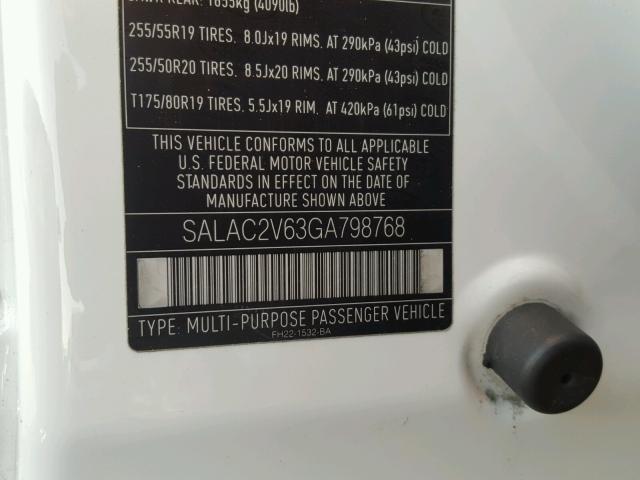 REAR: 1855kg (4090lb)
255/55R19 TIRES. 8.0Jx19 RIMS. AT 290kPa (43psi) COLD
255/50R20 TIRES. 8.5Jx20 RIMS. AT 290kPa (43psi) COLD
T175/80R19 TIRES. 5.5Jx19 RIM. AT 420kPa (61psi) COLD
THIS VEHICLE CONFORMS TO ALL APPLICABLE
U.S. FEDERAL MOTOR VEHICLE SAFETY
STANDARDS IN EFFECT ON THE DATE OF
MANUFACTURE SHOWN ABOVE
SALAC2V63GA798768
TYPE: MULTI-PURPOSE PASSENGER VEHICLE
FH22-1532-BA